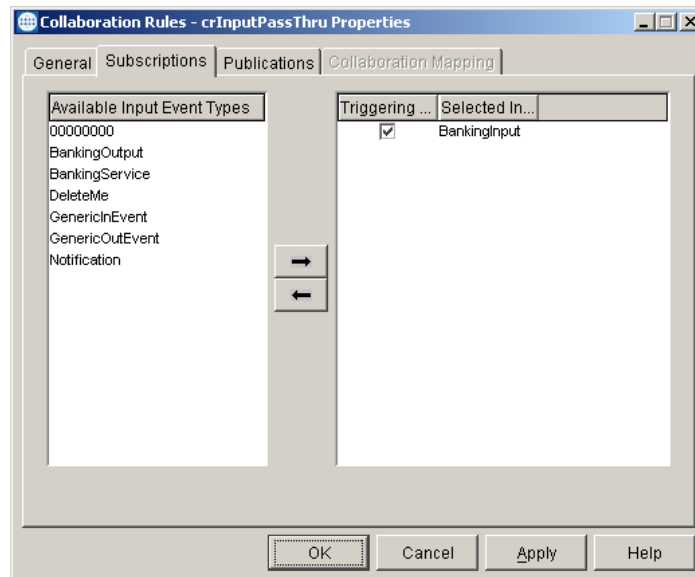 Collaboration Rules - crInputPassThru Properties
General Subscriptions Publications Collaboration Mapping
Available Input Event Types
00000000
BankingOutput
BankingService
DeleteMe
GenericInEvent
GenericOutEvent
Notification
Triggering ... Selected In...
BankingInput
OK Cancel Apply Help